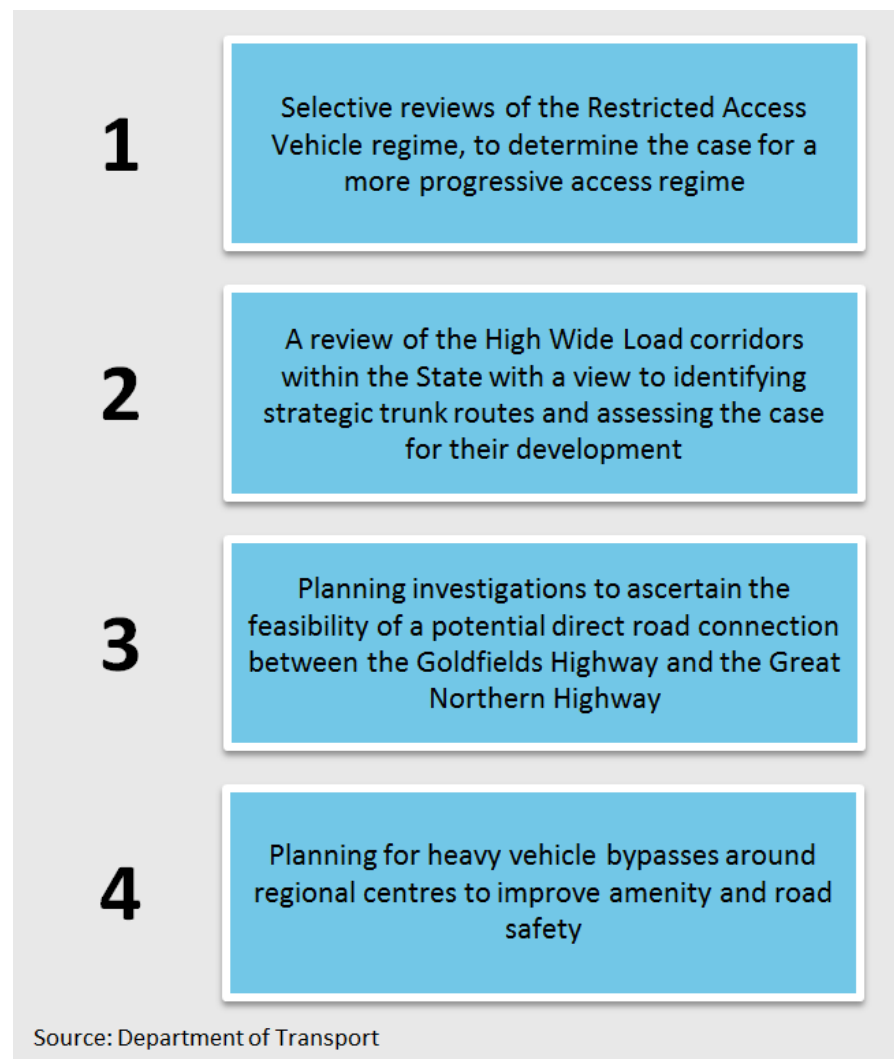 1
Selective reviews of the Restricted Access
Vehicle regime, to determine the case for a
more progressive access regime
2
A review of the High Wide Load corridors
within the State with a view to identifying
strategic trunk routes and assessing the case
for their development
3
Planning investigations to ascertain the
feasibility of a potential direct road connection
between the Goldfields Highway and the Great
Northern Highway
4
Planning for heavy vehicle bypasses around
regional centres to improve amenity and road
safety
Source: Department of Transport